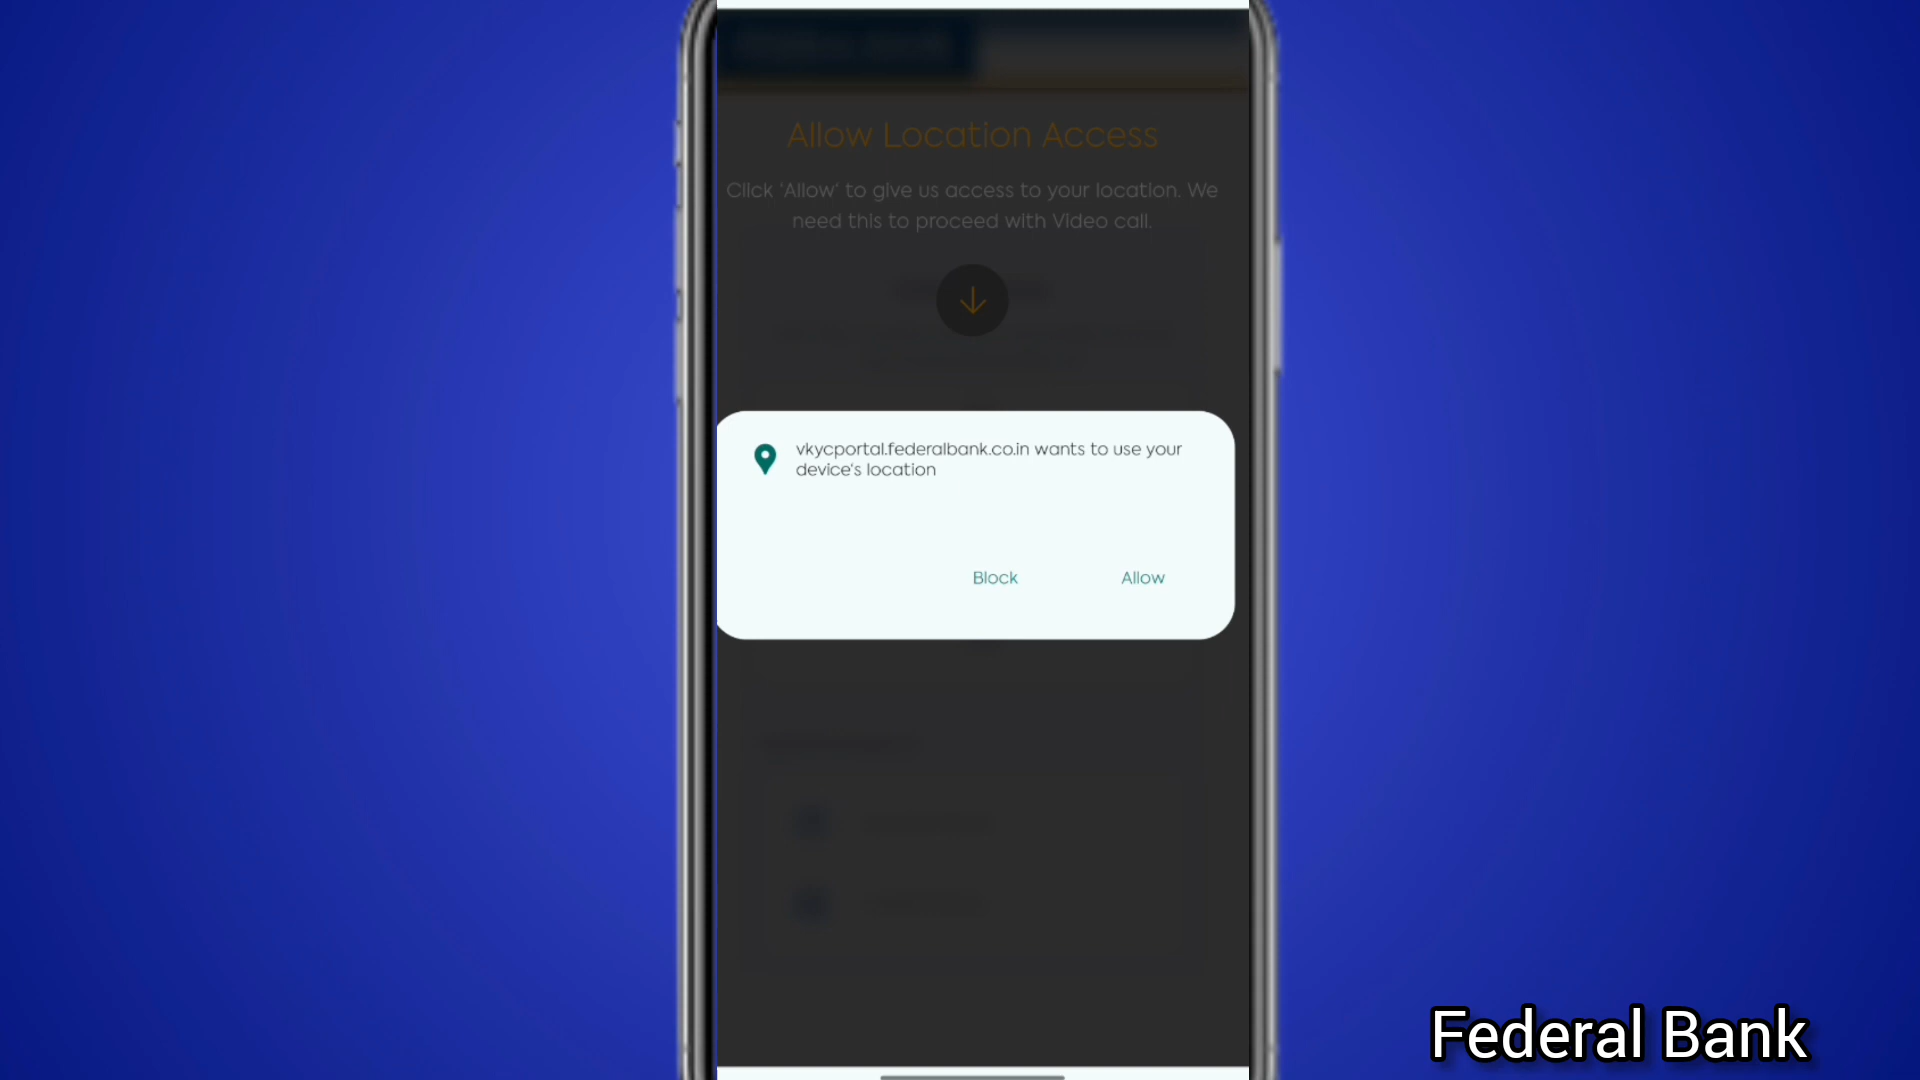 Allow Location Access
Click 'Allow' to give us access to your location. We
need this to proceed with Video call.
vkycportal.federalbank.co.in wants to use your
device's location
Block Allow
Federal Bank